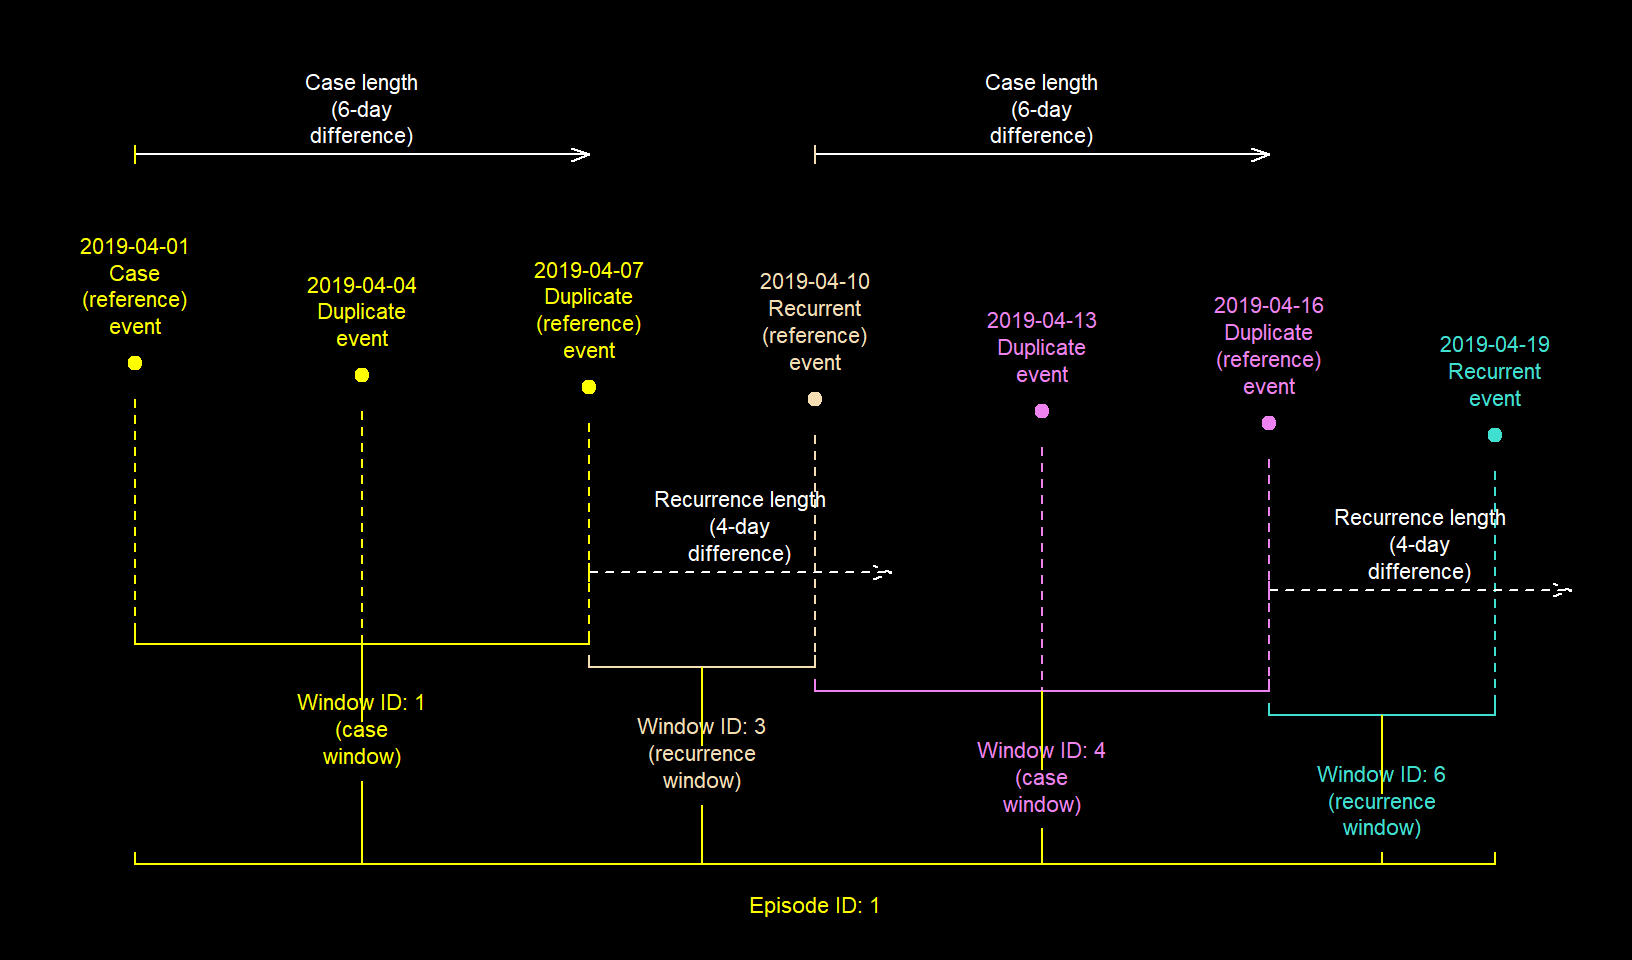 Case length
(6-day
difference)
Case length
(6-day
difference)
2019-04-01
Case
(reference)
event
2019-04-04
Duplicate
event
2019-04-07
Duplicate
(reference)
event
2019-04-10
Recurrent
(reference)
event
2019-04-13
Duplicate
event
2019-04-16
Duplicate
(reference)
event
2019-04-19
Recurrent
event
Recurrence length
(4-day
difference)
Recurrence length
(4-day
difference)
Window ID: 1
(case
window)
Window ID: 3
(recurrence
window)
Window ID: 4
(case
window)
Window ID: 6
(recurrence
window)
Episode ID: 1